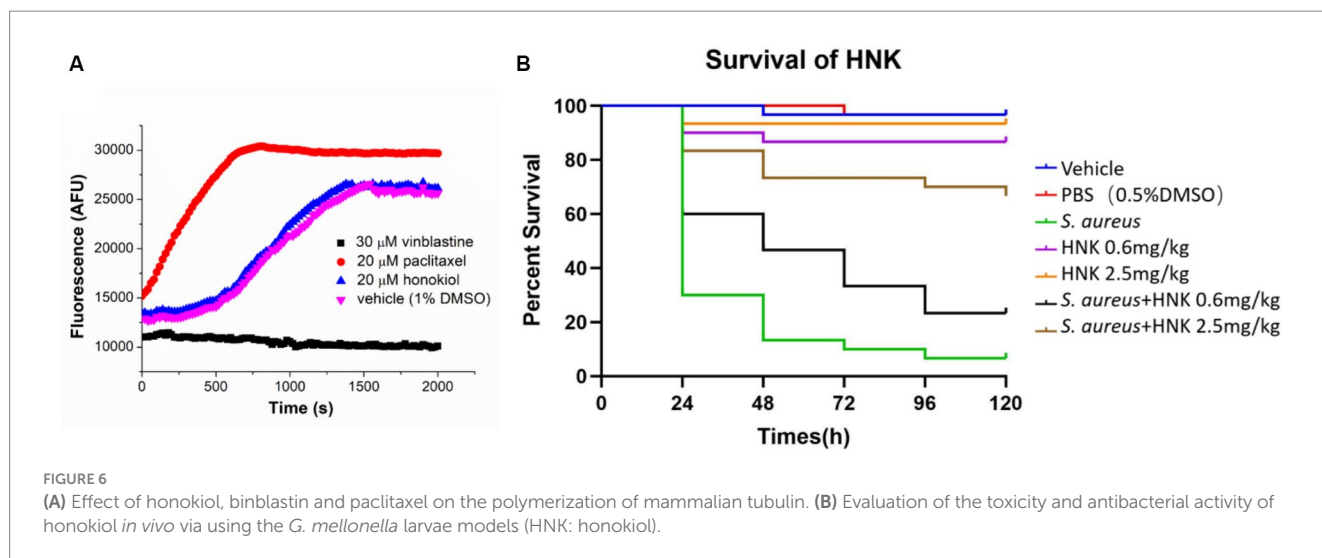 A
Fluorescence (AFU)
30000
25000
20000
15000
10000
0
500
1000
1500
2000
Time (s)
30 μM vinblastine
20 μM paclitaxel
20 μM honokiol
vehicle (1% DMSO)
B
Survival of HNK
Percent Survival
100
80
60
40
20
0
0
24
48
72
96
120
Times(h)
Vehicle
PBS (0.5%DMSO)
S. aureus
HNK 0.6mg/kg
HNK 2.5mg/kg
S. aureus+HNK 0.6mg/kg
S. aureus+HNK 2.5mg/kg
FIGURE 6
(A) Effect of honokiol, binblastin and paclitaxel on the polymerization of mammalian tubulin. (B) Evaluation of the toxicity and antibacterial activity of
honokiol in vivo via using the G. mellonella larvae models (HNK: honokiol).